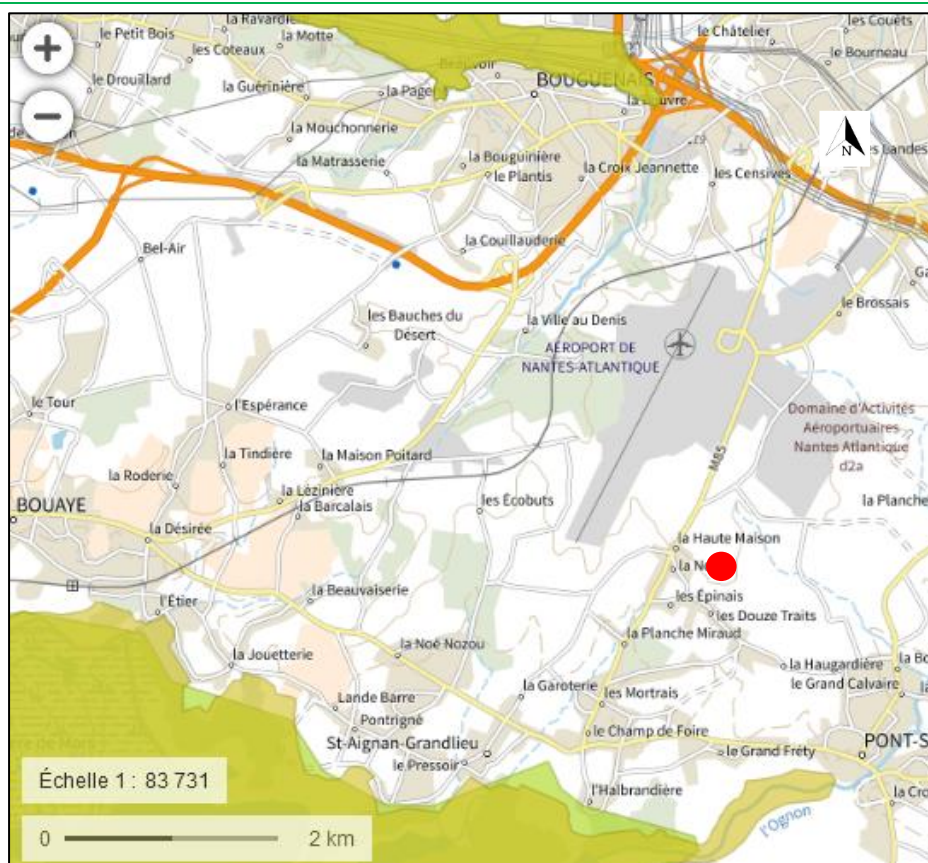 la Ravardi
le Petit Bois
la Motte
les Couëts
le Châtelier
les Coteaux
le Bourneau
le Drouillard
la Guérinière
la Page
Beauvoir
BOUGUENAIS
la Mouchonnerie
N
es Landes
la Matrasserie
la Bouguinière
la Croix Jeannette
le Plantis
les Censives
Bel-Air
la Couillauderie
le Brossais
les Bauches du
Désert
la Ville au Denis
AÉROPORT DE
NANTES-ATLANTIQUE
le Tour
l'Espérance
Domaine d'Activités
Aéroportuaires
Nantes Atlantique
d2a
M85
la Tindière
la Maison Poitard
la Roderie
la Lézinière
la Barcalais
les Écobuts
la Planche
BOUAYE
la Désirée
la Haute Maison
la N
la Beauvaiserie
les Épinais
l'Étier
les Douze Traits
la Planche Miraud
la Noë Nozou
la Jouetterie
la Haugardière
le Grand Calvaire
la Garoterie
les Mortrais
Lande Barre
Pontrigné
le Champ de Foire
St-Aignan-Grandlieu
le Grand Fréty
PONT-S
le Pressoir
Échelle 1 : 83 731
l'Halbrandière
la Cro
l'Ognon
0 2 km